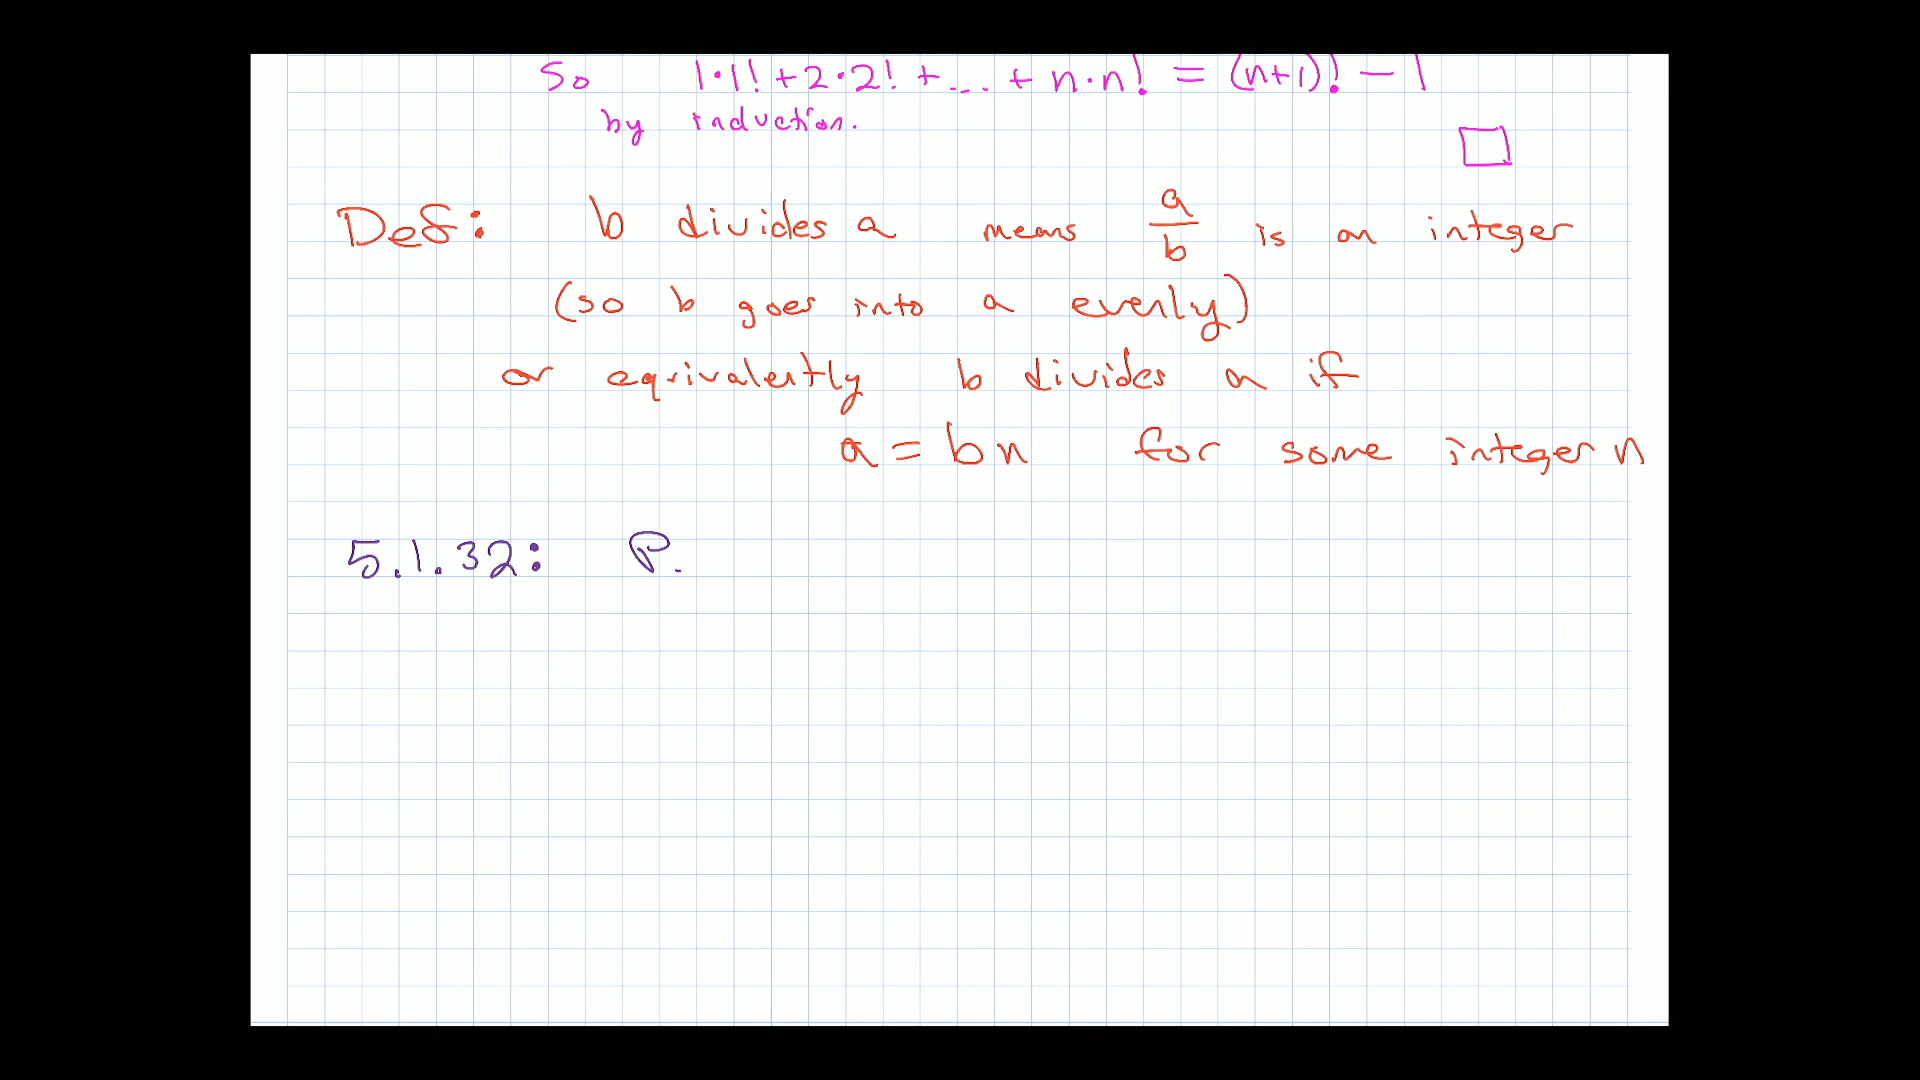 So 1·1! + 2·2! + ... + n·n! = (n+1)! - 1
by induction.
Def: b divides a means a/b is an integer
(so b goes into a evenly)
or equivalently b divides a if
a = bn for some integer n
5.1.32: P.